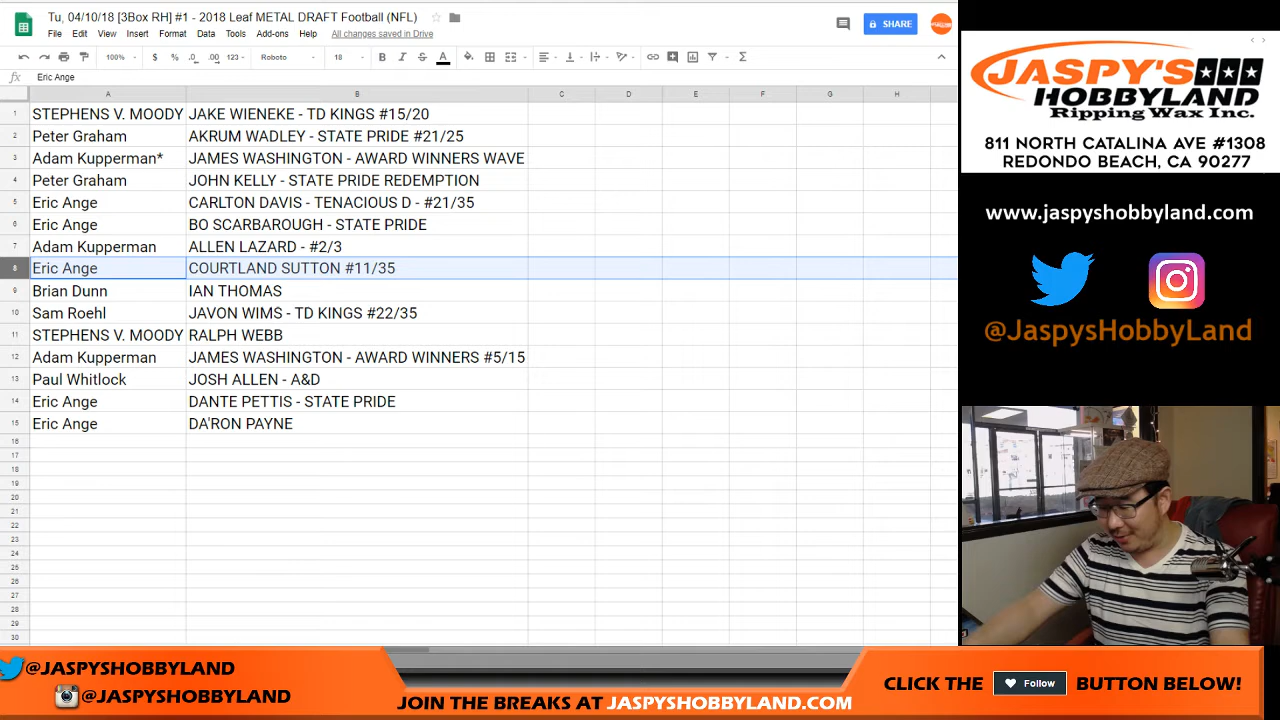 Tu, 04/10/18 [3Box RH] #1 - 2018 Leaf METAL DRAFT Football (NFL)
File Edit View Insert Format Data Tools Add-ons Help All changes saved in Drive
SHARE
100% $ % .0 .00 123 Roboto 18 B I S A
fx Eric Ange
A B C D E F G H
1 STEPHENS V. MOODY JAKE WIENEKE - TD KINGS #15/20
2 Peter Graham AKRUM WADLEY - STATE PRIDE #21/25
3 Adam Kupperman* JAMES WASHINGTON - AWARD WINNERS WAVE
4 Peter Graham JOHN KELLY - STATE PRIDE REDEMPTION
5 Eric Ange CARLTON DAVIS - TENACIOUS D - #21/35
6 Eric Ange BO SCARBAROUGH - STATE PRIDE
7 Adam Kupperman ALLEN LAZARD - #2/3
8 Eric Ange COURTLAND SUTTON #11/35
9 Brian Dunn IAN THOMAS
10 Sam Roehl JAVON WIMS - TD KINGS #22/35
11 STEPHENS V. MOODY RALPH WEBB
12 Adam Kupperman JAMES WASHINGTON - AWARD WINNERS #5/15
13 Paul Whitlock JOSH ALLEN - A&D
14 Eric Ange DANTE PETTIS - STATE PRIDE
15 Eric Ange DA'RON PAYNE
16
17
18
19
20
21
22
23
24
25
26
27
28
29
30
JASPY'S
HOBBYLAND
Ripping Wax Inc.
811 NORTH CATALINA AVE #1308
REDONDO BEACH, CA 90277
www.jaspyshobbyland.com
@JaspysHobbyLand
@JASPYSHOBBYLAND
@JASPYSHOBBYLAND
JOIN THE BREAKS AT JASPYSHOBBYLAND.COM
CLICK THE Follow BUTTON BELOW!